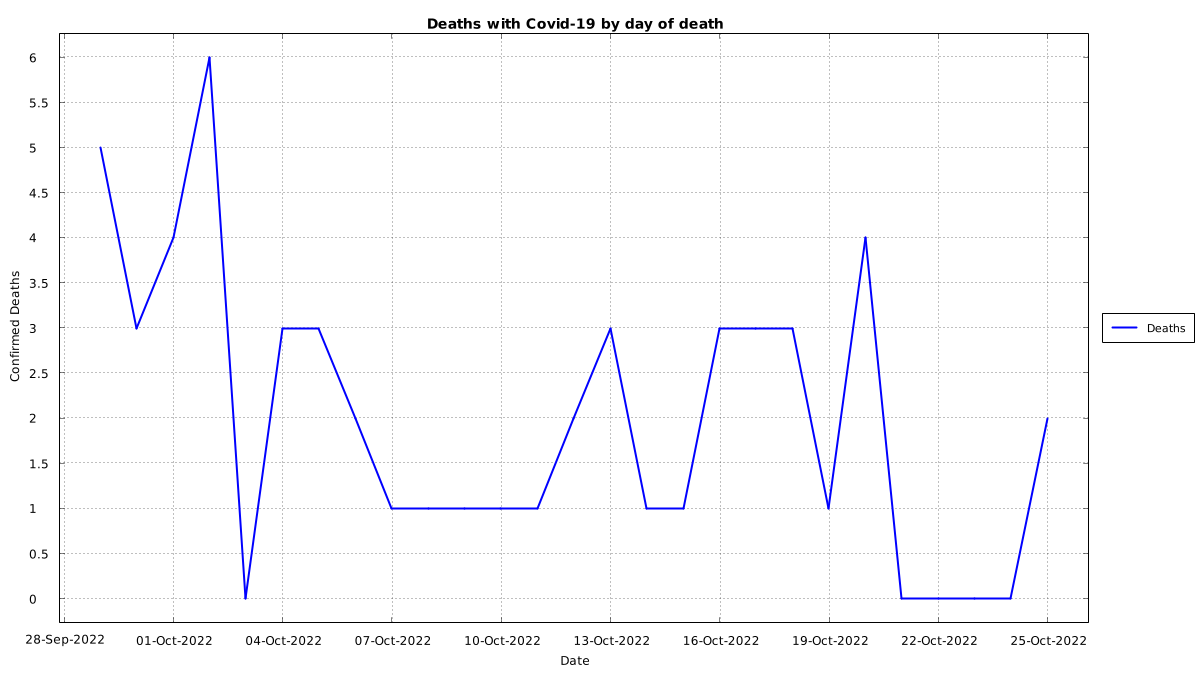 Deaths with Covid-19 by day of death
6
5.5
5
4.5
4
3.5
3
2.5
2
1.5
1
0.5
0
Confirmed Deaths
28-Sep-2022 01-Oct-2022 04-Oct-2022 07-Oct-2022 10-Oct-2022 13-Oct-2022 16-Oct-2022 19-Oct-2022 22-Oct-2022 25-Oct-2022
Date
Deaths